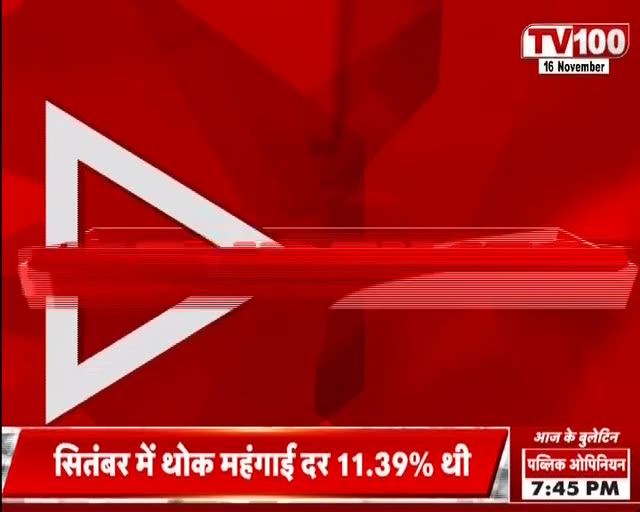 TV100
16 November
सितंबर में थोक महंगाई दर 11.39% थी
आज के बुलेटिन
पब्लिक ओपिनियन
7:45 PM